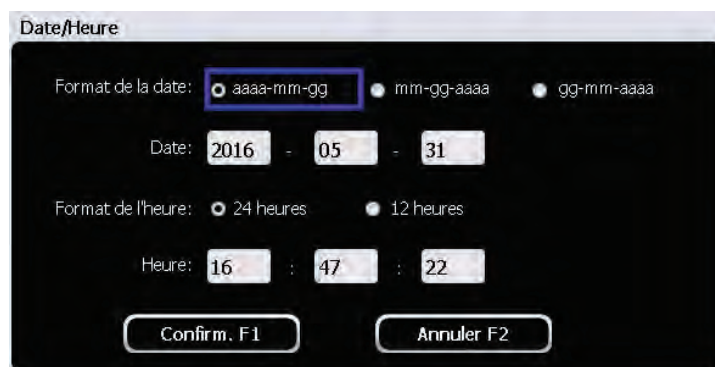 Date/Heure
Format de la date: aaaa-mm-gg mm-gg-aaaa gg-mm-aaaa
Date: 2016 - 05 - 31
Format de l'heure: 24 heures 12 heures
Heure: 16 : 47 : 22
Confirm. F1 Annuler F2